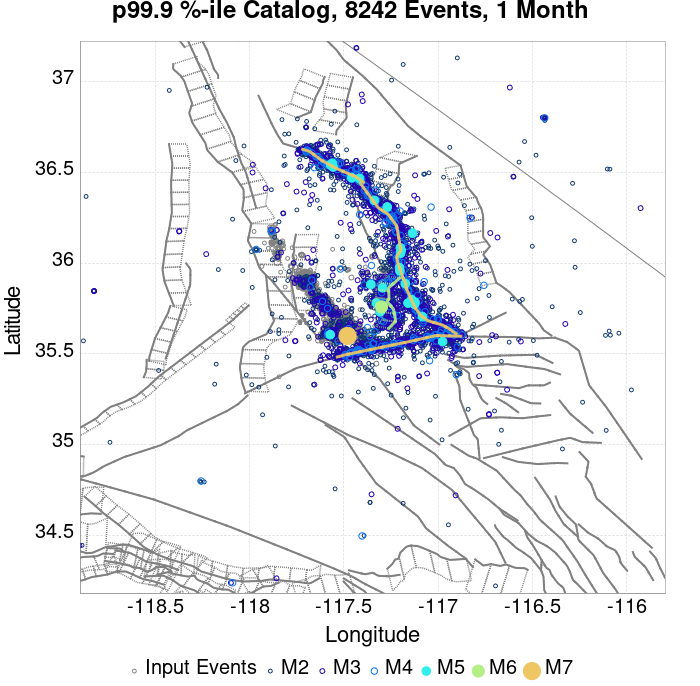 p99.9 %-ile Catalog, 8242 Events, 1 Month
37
36.5
36
35.5
35
34.5
Latitude
-118.5 -118 -117.5 -117 -116.5 -116
Longitude
Input Events M2 M3 M4 M5 M6 M7